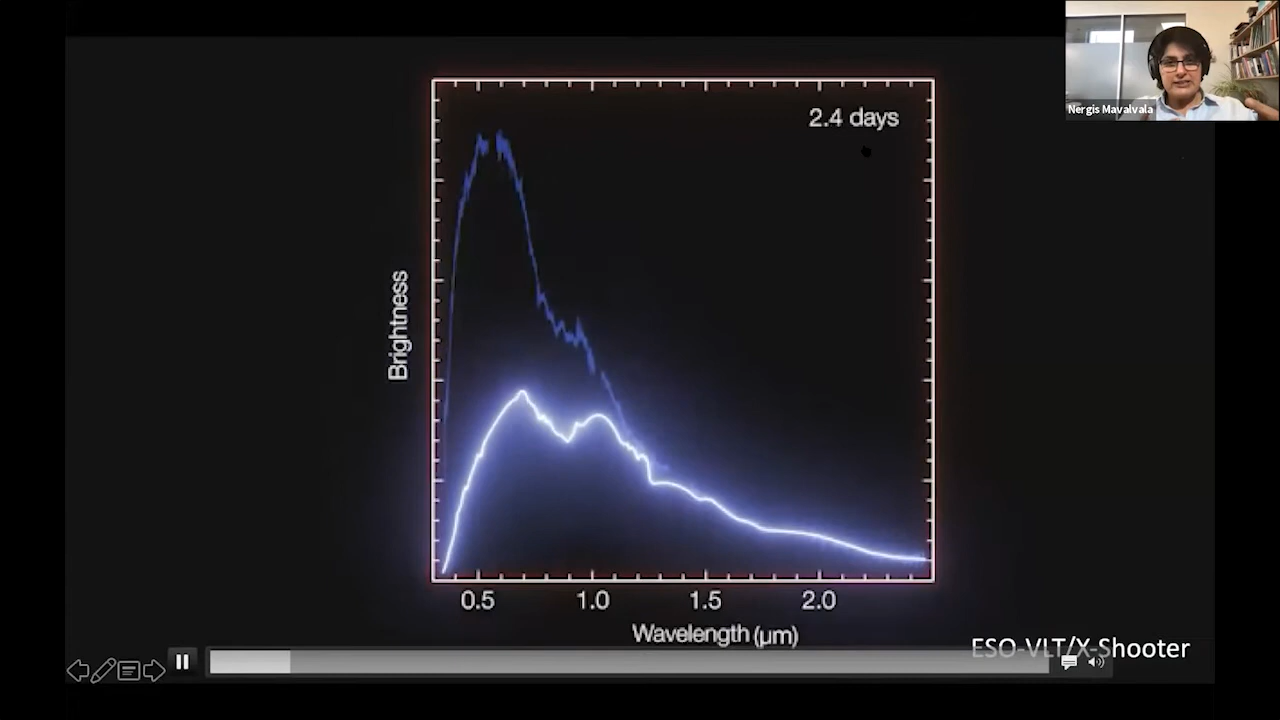 Nergis Mavalvala
2.4 days
Brightness
0.5 1.0 1.5 2.0
Wavelength (μm)
ESO-VLT/X-Shooter